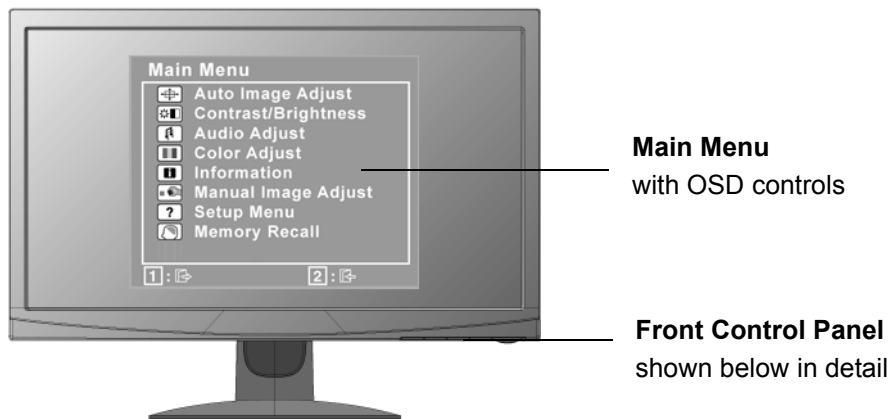 Main Menu
Auto Image Adjust
Contrast/Brightness
Audio Adjust
Color Adjust
Information
Manual Image Adjust
? Setup Menu
Memory Recall
1 : 2 :
Main Menu
with OSD controls
Front Control Panel
shown below in detail